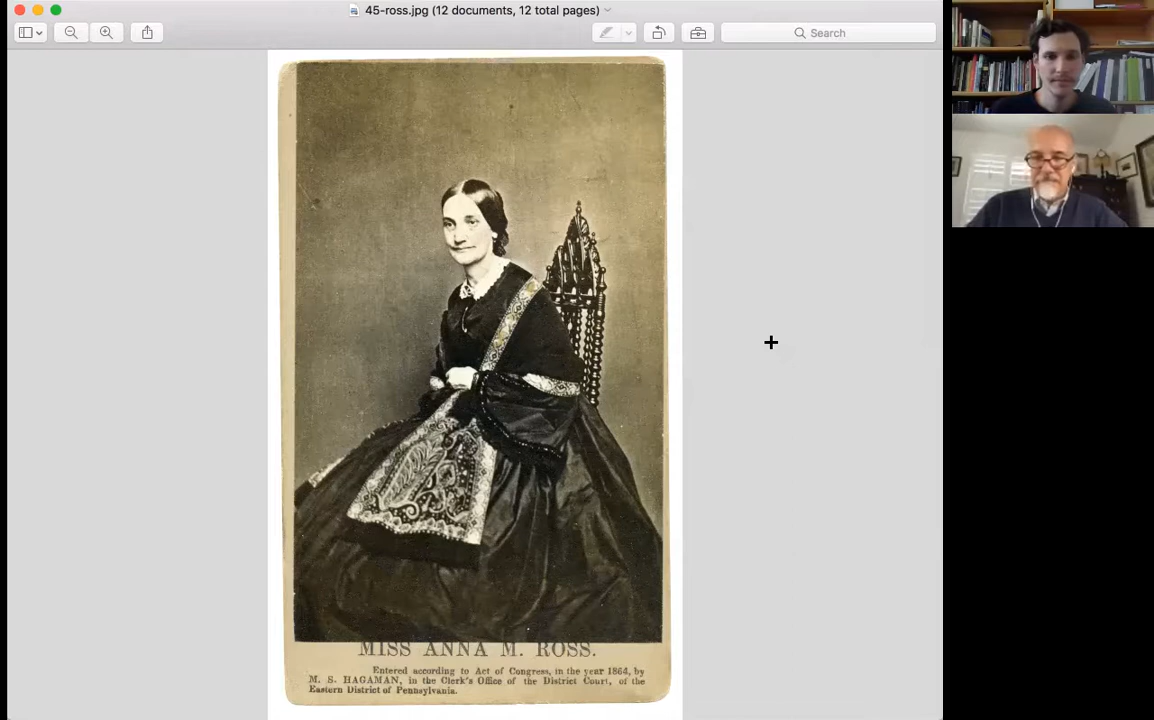 45-ross.jpg (12 documents, 12 total pages)
Search
MISS ANNA M. ROSS.
Entered according to Act of Congress, in the year 1864, by
M. S. HAGAMAN, in the Clerk's Office of the District Court, of the
Eastern District of Pennsylvania.